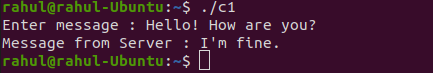 rahul@rahul-Ubuntu:~$ ./c1
Enter message : Hello! How are you?
Message from Server : I'm fine.
rahul@rahul-Ubuntu:~$